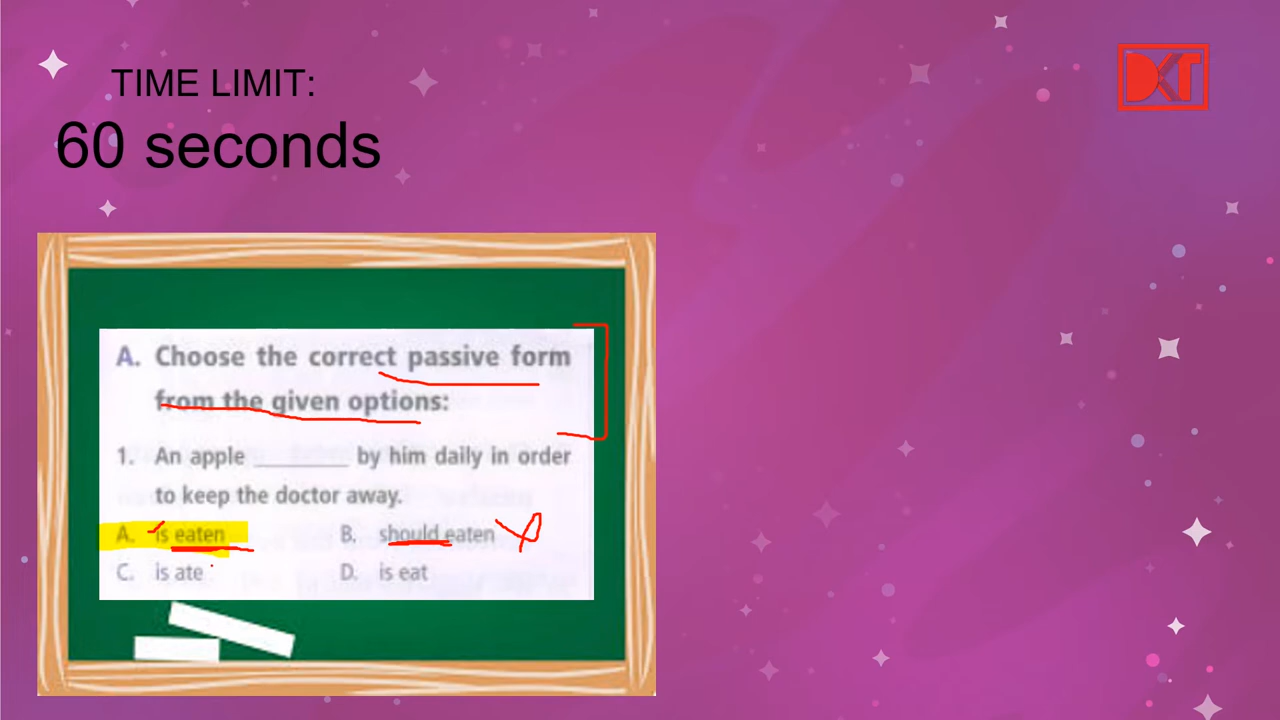 TIME LIMIT:
60 seconds
DKT
A. Choose the correct passive form
from the given options:
1. An apple ________ by him daily in order
to keep the doctor away.
A. is eaten B. should eaten
C. is ate D. is eat